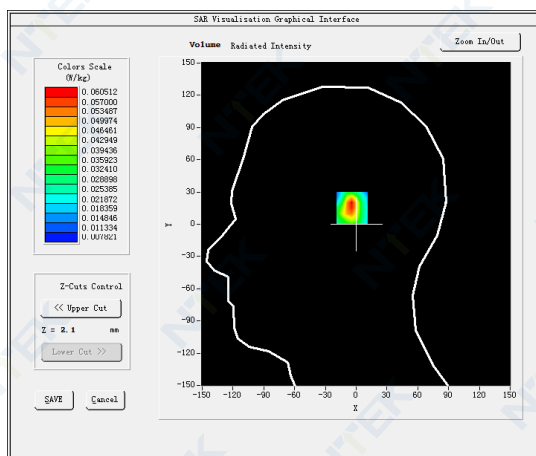 SAR Visualisation Graphical Interface
Volume Radiated Intensity
Zoom In/Out
Colors Scale
(W/kg)
0.060512
0.057000
0.053487
0.049974
0.046461
0.042949
0.039436
0.035923
0.032410
0.028898
0.025385
0.021872
0.018359
0.014846
0.011334
0.007821
Z-Cuts Control
<< Upper Cut
Z = 2.1 mm
Lower Cut >>
SAVE
Cancel
150
120
90
60
30
0
-30
-60
-90
-120
-150
Y
-150 -120 -90 -60 -30 0 30 60 90 120 150
X
NTEK